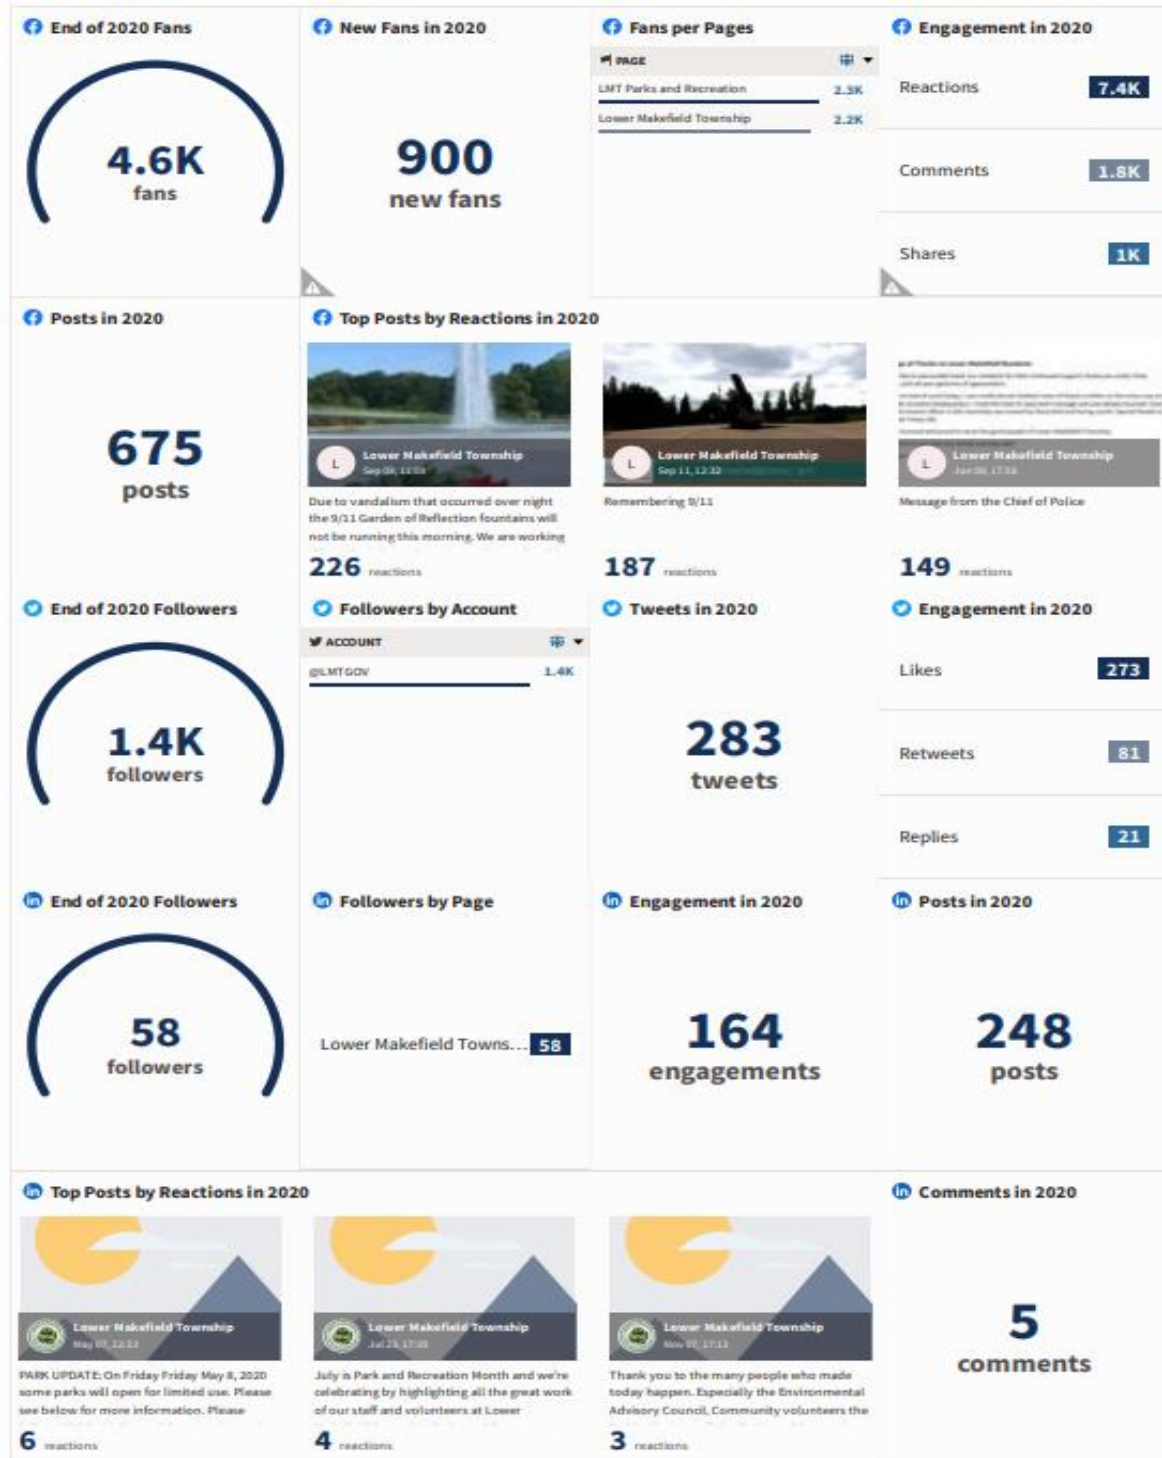 End of 2020 Fans
4.6K
fans
New Fans in 2020
900
new fans
Fans per Pages
PAGE
LMT Parks and Recreation 2.3K
Lower Makefield Township 2.2K
Engagement in 2020
Reactions 7.4K
Comments 1.8K
Shares 1K
Posts in 2020
675
posts
Top Posts by Reactions in 2020
L
Lower Makefield Township
Due to vandalism that occurred over night
the 9/11 Garden of Reflection fountains will
not be running this morning. We are working
226 reactions
L
Lower Makefield Township
Sep 11, 12:32
Remembering 9/11
187 reactions
L
Lower Makefield Township
Message from the Chief of Police
149 reactions
End of 2020 Followers
1.4K
followers
Followers by Account
ACCOUNT
@LMTGOV 1.4K
Tweets in 2020
283
tweets
Engagement in 2020
Likes 273
Retweets 81
Replies 21
End of 2020 Followers
58
followers
Followers by Page
Lower Makefield Towns... 58
Engagement in 2020
164
engagements
Posts in 2020
248
posts
Top Posts by Reactions in 2020
Lower Makefield Township
PARK UPDATE: On Friday Friday May 8, 2020
some parks will open for limited use. Please
see below for more information. Please
6 reactions
Lower Makefield Township
July is Park and Recreation Month and we're
celebrating by highlighting all the great work
of our staff and volunteers at Lower
4 reactions
Lower Makefield Township
Nov 07, 17:13
Thank you to the many people who made
today happen. Especially the Environmental
Advisory Council, Community volunteers the
3 reactions
Comments in 2020
5
comments